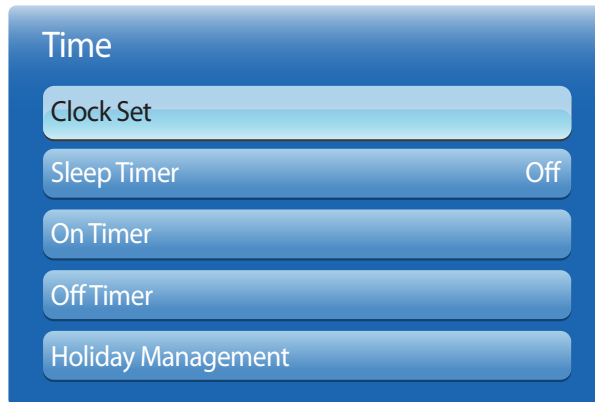 Time
Clock Set
Sleep Timer Off
On Timer
Off Timer
Holiday Management